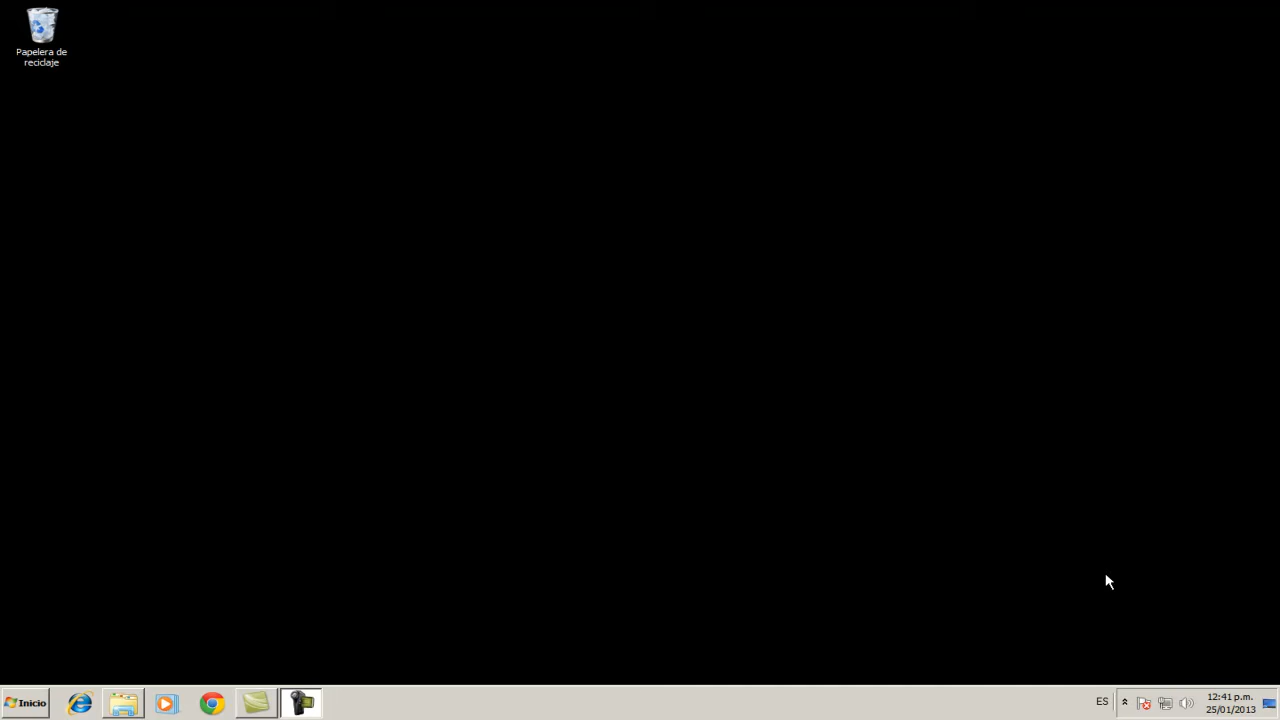 Papelera de
reciclaje
Inicio
ES
12:41 p.m.
25/01/2013